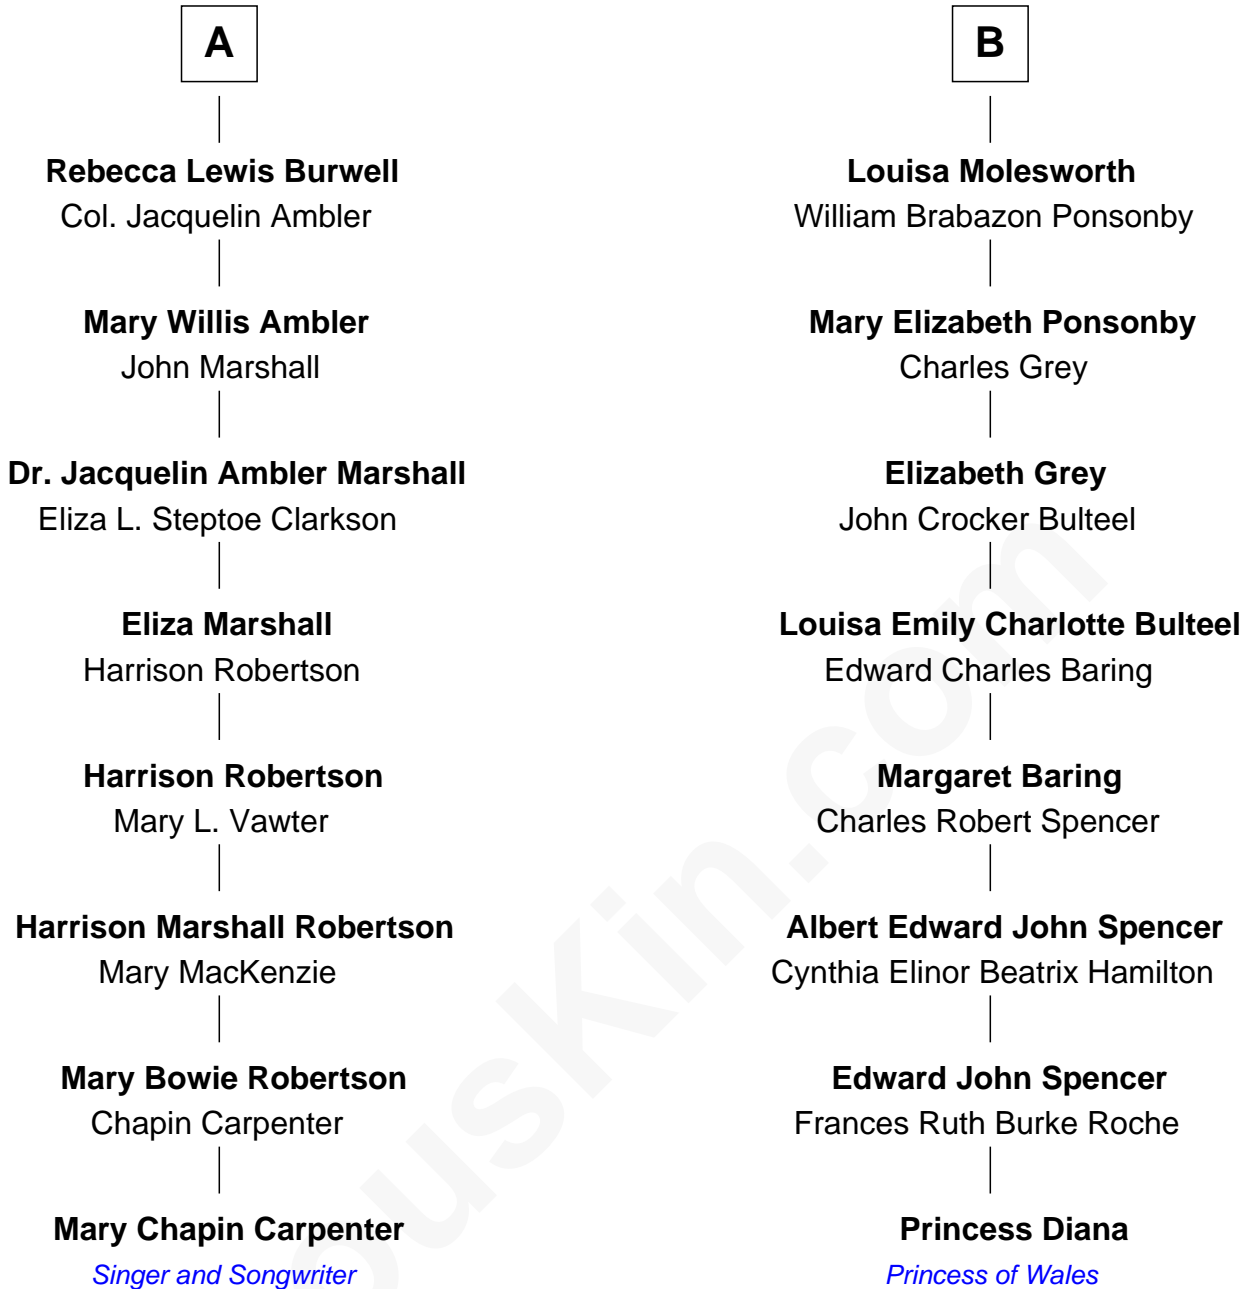 A
Rebecca Lewis Burwell
Col. Jacquelin Ambler
Mary Willis Ambler
John Marshall
Dr. Jacquelin Ambler Marshall
Eliza L. Steptoe Clarkson
Eliza Marshall
Harrison Robertson
Harrison Robertson
Mary L. Vawter
Harrison Marshall Robertson
Mary MacKenzie
Mary Bowie Robertson
Chapin Carpenter
Mary Chapin Carpenter
Singer and Songwriter
B
Louisa Molesworth
William Brabazon Ponsonby
Mary Elizabeth Ponsonby
Charles Grey
Elizabeth Grey
John Crocker Bulteel
Louisa Emily Charlotte Bulteel
Edward Charles Baring
Margaret Baring
Charles Robert Spencer
Albert Edward John Spencer
Cynthia Elinor Beatrix Hamilton
Edward John Spencer
Frances Ruth Burke Roche
Princess Diana
Princess of Wales
ousKin.com